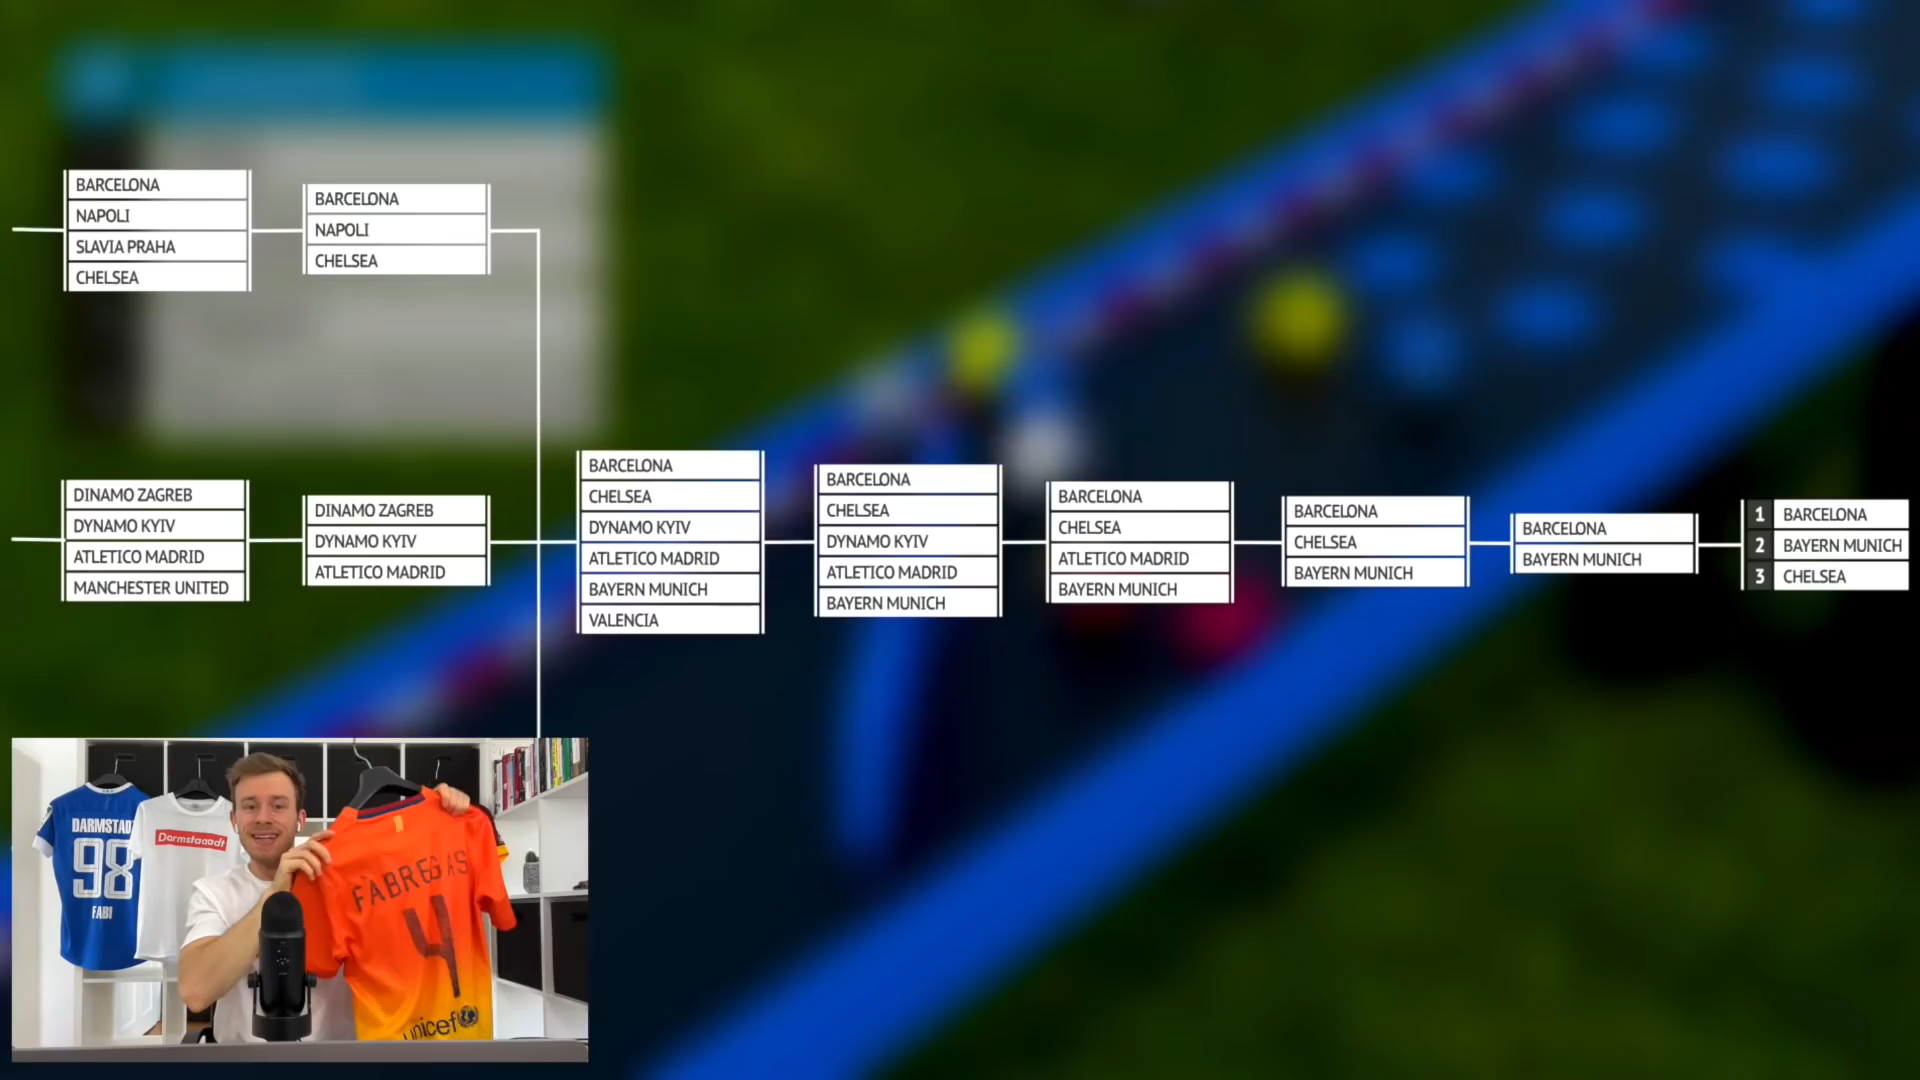 BARCELONA
NAPOLI
SLAVIA PRAHA
CHELSEA
BARCELONA
NAPOLI
CHELSEA
DINAMO ZAGREB
DYNAMO KYIV
ATLETICO MADRID
MANCHESTER UNITED
DINAMO ZAGREB
DYNAMO KYIV
ATLETICO MADRID
BARCELONA
CHELSEA
DYNAMO KYIV
ATLETICO MADRID
BAYERN MUNICH
VALENCIA
BARCELONA
CHELSEA
DYNAMO KYIV
ATLETICO MADRID
BAYERN MUNICH
BARCELONA
CHELSEA
ATLETICO MADRID
BAYERN MUNICH
BARCELONA
CHELSEA
BAYERN MUNICH
BARCELONA
BAYERN MUNICH
1 BARCELONA
2 BAYERN MUNICH
3 CHELSEA
DARMSTAD
98
FABI
Darmstaaadt
FÀBREGAS
4
unicef